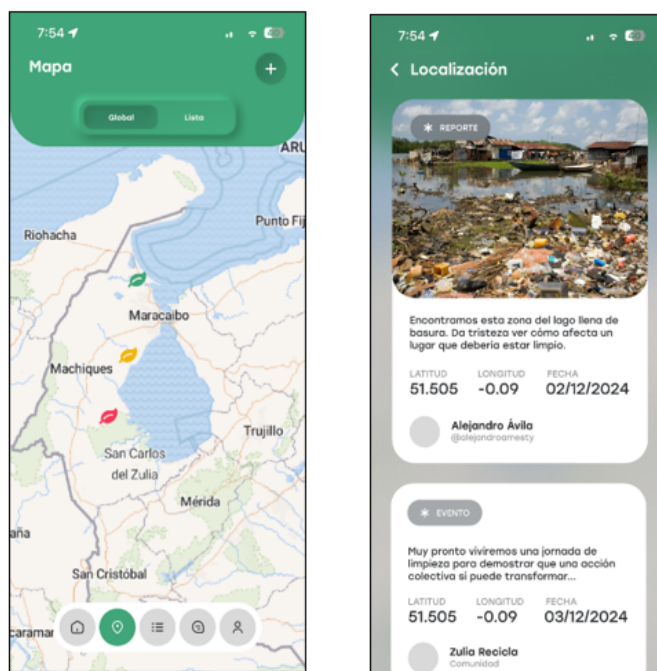 7:54
40
Mapa
+
Global
Lista
ARU
Riohacha
Punto Fij
Maracaibo
Machiques
San Carlos
del Zulia
Trujillo
Mérida
aña
San Cristóbal
caramar
7:54
40
Localización
REPORTE
Encontramos esta zona del lago llena de
basura. Da tristeza ver cómo afecta un
lugar que debería estar limpio.
LATITUD LONGITUD FECHA
51.505 -0.09 02/12/2024
Alejandro Ávila
@alejandroamesty
EVENTO
Muy pronto viviremos una jornada de
limpieza para demostrar que una acción
colectiva sí puede transformar...
LATITUD LONGITUD FECHA
51.505 -0.09 03/12/2024
Zulia Recicla
Comunidad